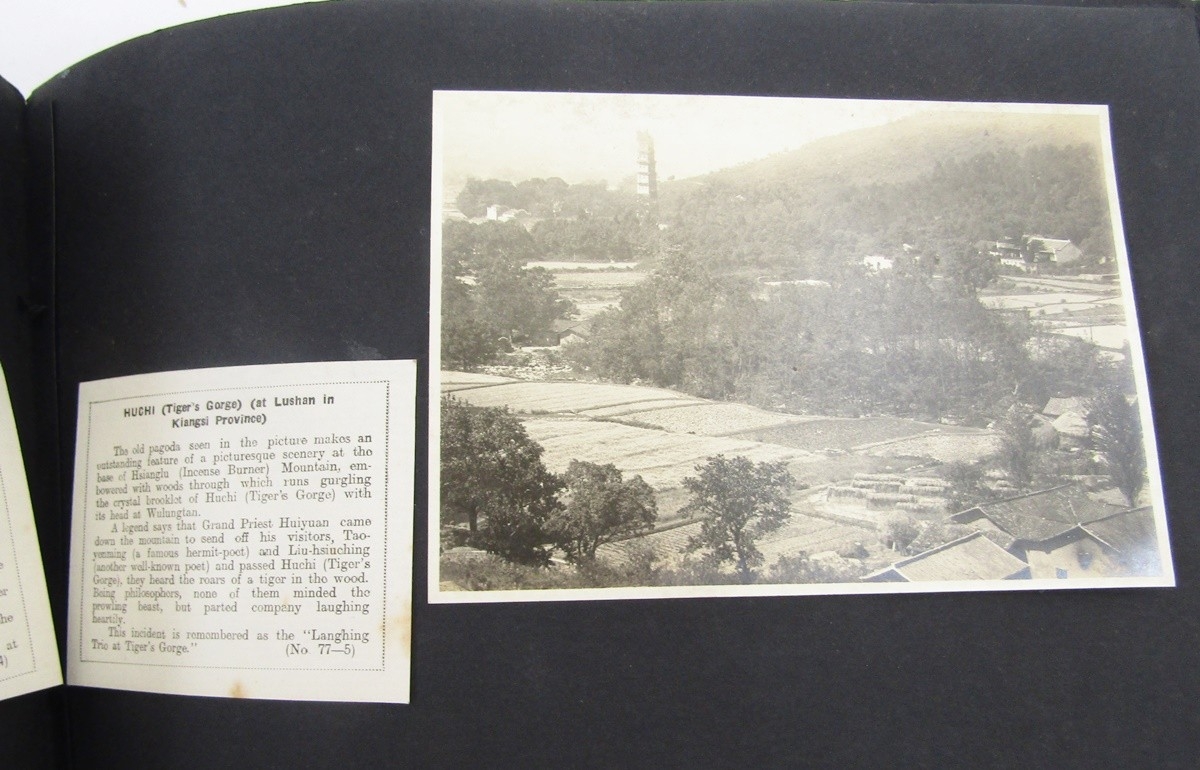 HUCHI (Tiger's Gorge) (at Lushan in
Kiangsi Province)
The old pagoda seen in the picture makes an
outstanding feature of a picturesque scenery at the
base of Hsianglu (Incense Burner) Mountain, em-
bowered with woods through which runs gurgling
the crystal brooklet of Huchi (Tiger's Gorge) with
its head at Wulungtan.
A legend says that Grand Priest Huiyuan came
down the mountain to send off his visitors, Tao-
yenming (a famous hermit-poet) and Liu-hsiuching
(another well-known poet) and passed Huchi (Tiger's
Gorge), they heard the roars of a tiger in the wood.
Being philosophers, none of them minded the
prowling beast, but parted company laughing
heartily.
This incident is remembered as the "Langhing
Trio at Tiger's Gorge."
(No. 77—5)
at